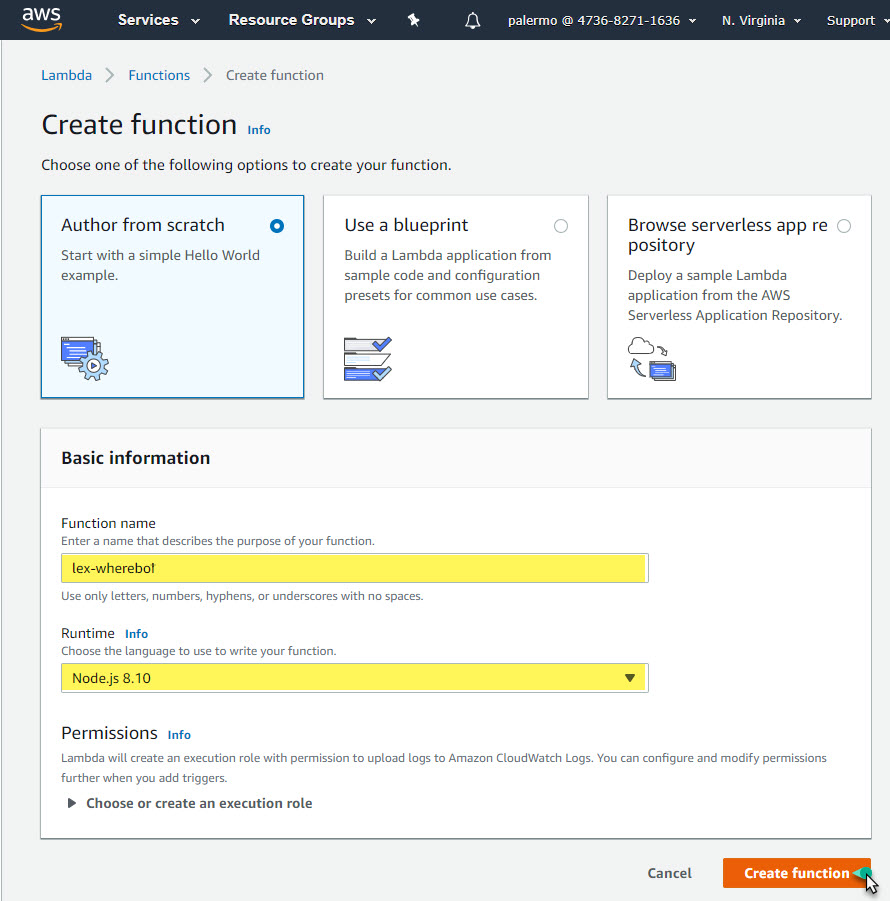 aws Services Resource Groups palermo @ 4736-8271-1636 N. Virginia Support
Lambda Functions Create function
Create function Info
Choose one of the following options to create your function.
Author from scratch
Start with a simple Hello World
example.
Use a blueprint
Build a Lambda application from
sample code and configuration
presets for common use cases.
Browse serverless app re
pository
Deploy a sample Lambda
application from the AWS
Serverless Application Repository.
Basic information
Function name
Enter a name that describes the purpose of your function.
lex-wherebot
Use only letters, numbers, hyphens, or underscores with no spaces.
Runtime Info
Choose the language to use to write your function.
Node.js 8.10
Permissions Info
Lambda will create an execution role with permission to upload logs to Amazon CloudWatch Logs. You can configure and modify permissions
further when you add triggers.
Choose or create an execution role
Cancel Create function